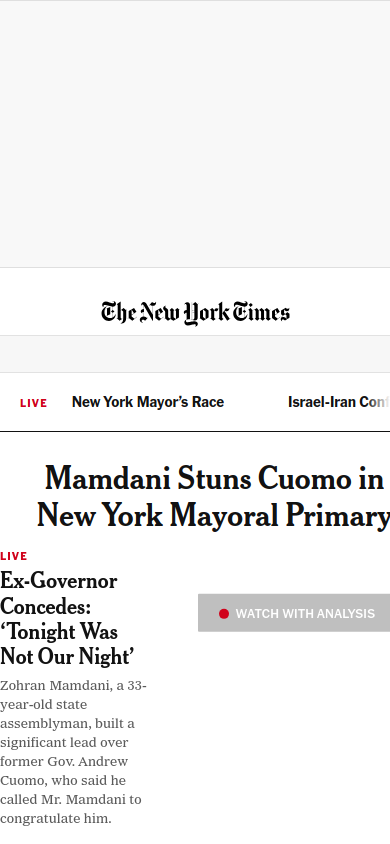 The New York Times
LIVE New York Mayor's Race Israel-Iran
Mamdani Stuns Cuomo in
New York Mayoral Primary
LIVE
Ex-Governor
Concedes:
‘Tonight Was
Not Our Night’
WATCH WITH ANALYSIS
Zohran Mamdani, a 33-
year-old state
assemblyman, built a
significant lead over
former Gov. Andrew
Cuomo, who said he
called Mr. Mamdani to
congratulate him.